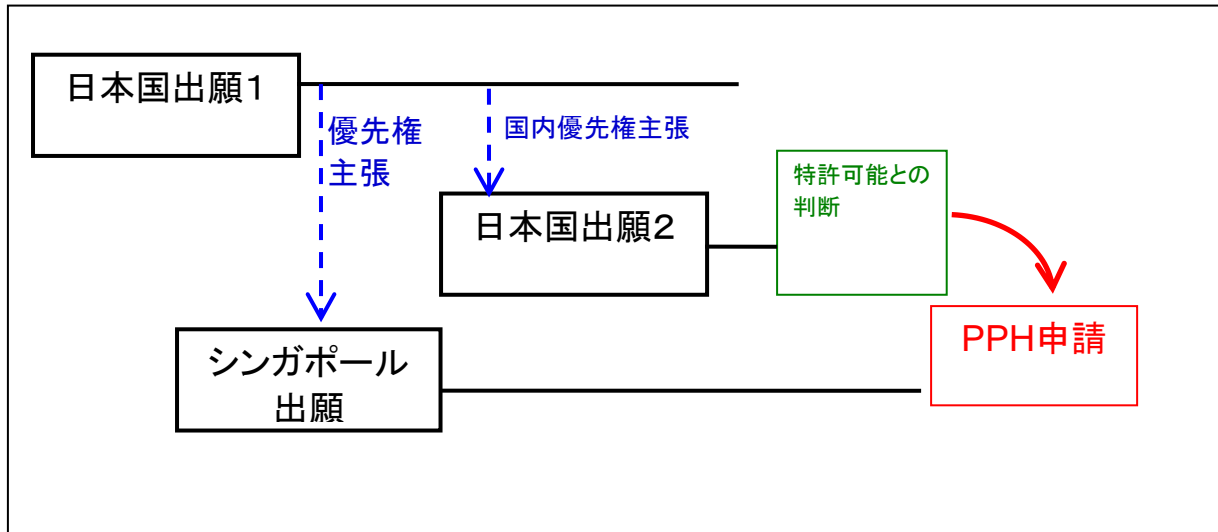 日本国出願１
優先権
主張
国内優先権主張
特許可能との
判断
日本国出願２
シンガポール
出願
PPH申請